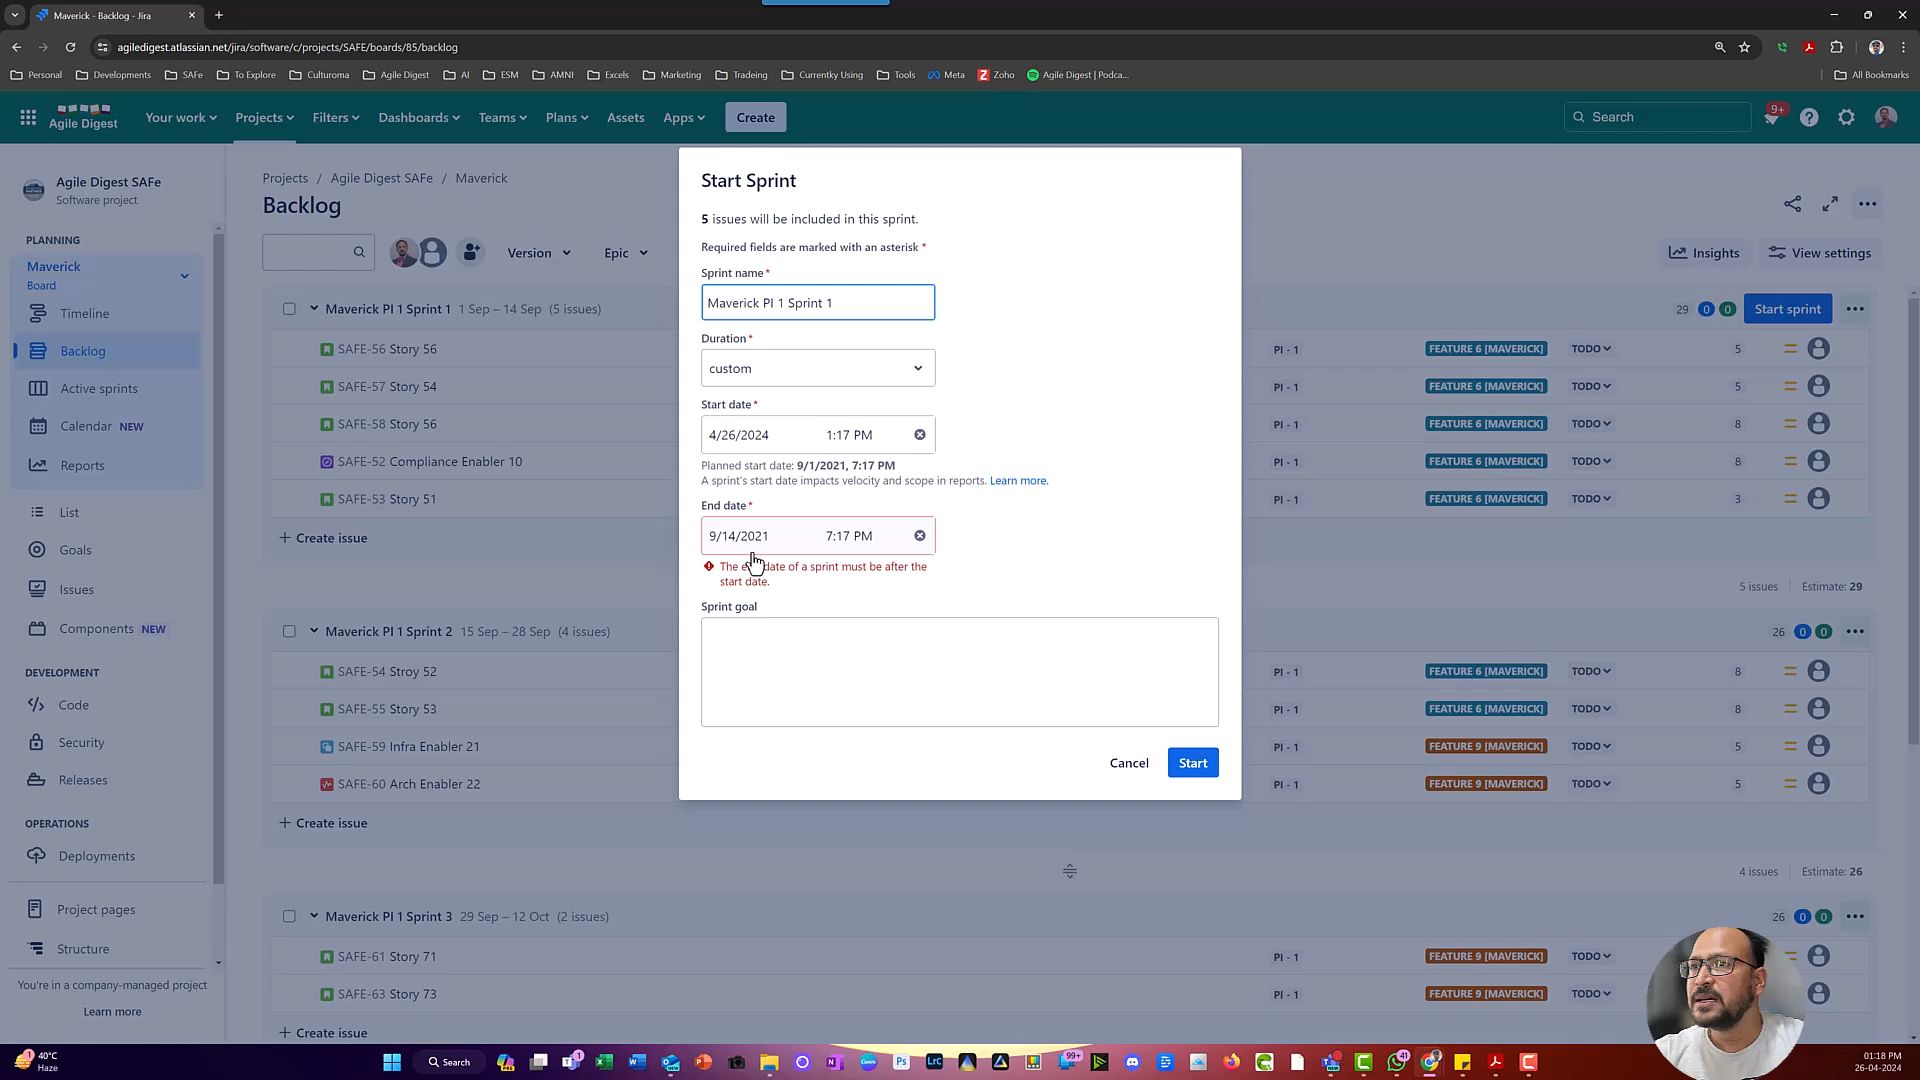 Maverick - Backlog - Jira
agiledigest.atlassian.net/jira/software/c/projects/SAFE/boards/85/backlog
Personal Developments SAFe To Explore Culturoma Agile Digest AI ESM AMNI Excels Marketing Tradeing Currentky Using Tools Meta Zoho Agile Digest | Podca... All Bookmarks
Agile Digest Your work Projects Filters Dashboards Teams Plans Assets Apps Create Search 9+
Agile Digest SAFe
Software project
PLANNING
Maverick
Board
Timeline
Backlog
Active sprints
Calendar NEW
Reports
List
Goals
Issues
Components NEW
DEVELOPMENT
Code
Security
Releases
OPERATIONS
Deployments
Project pages
Structure
You're in a company-managed project
Learn more
Projects / Agile Digest SAFe / Maverick
Backlog
Version Epic Insights View settings
Maverick PI 1 Sprint 1 1 Sep – 14 Sep (5 issues) 29 0 0 Start sprint
SAFE-56 Story 56 PI - 1 FEATURE 6 [MAVERICK] TODO 5
SAFE-57 Story 54 PI - 1 FEATURE 6 [MAVERICK] TODO 5
SAFE-58 Story 56 PI - 1 FEATURE 6 [MAVERICK] TODO 8
SAFE-52 Compliance Enabler 10 PI - 1 FEATURE 6 [MAVERICK] TODO 8
SAFE-53 Story 51 PI - 1 FEATURE 6 [MAVERICK] TODO 3
+ Create issue
5 issues Estimate: 29
Maverick PI 1 Sprint 2 15 Sep – 28 Sep (4 issues) 26 0 0
SAFE-54 Stroy 52 PI - 1 FEATURE 6 [MAVERICK] TODO 8
SAFE-55 Story 53 PI - 1 FEATURE 6 [MAVERICK] TODO 8
SAFE-59 Infra Enabler 21 PI - 1 FEATURE 9 [MAVERICK] TODO 5
SAFE-60 Arch Enabler 22 PI - 1 FEATURE 9 [MAVERICK] TODO 5
+ Create issue
4 issues Estimate: 26
Maverick PI 1 Sprint 3 29 Sep – 12 Oct (2 issues) 26 0 0
SAFE-61 Story 71 PI - 1 FEATURE 9 [MAVERICK] TODO
SAFE-63 Story 73 PI - 1 FEATURE 9 [MAVERICK] TODO
+ Create issue
Start Sprint
5 issues will be included in this sprint.
Required fields are marked with an asterisk *
Sprint name *
Maverick PI 1 Sprint 1
Duration *
custom
Start date *
4/26/2024 1:17 PM
Planned start date: 9/1/2021, 7:17 PM
A sprint's start date impacts velocity and scope in reports. Learn more.
End date *
9/14/2021 7:17 PM
The date of a sprint must be after the
start date.
Sprint goal
Cancel Start
40°C
Haze
Search
99+
41
01:18 PM
26-04-2024